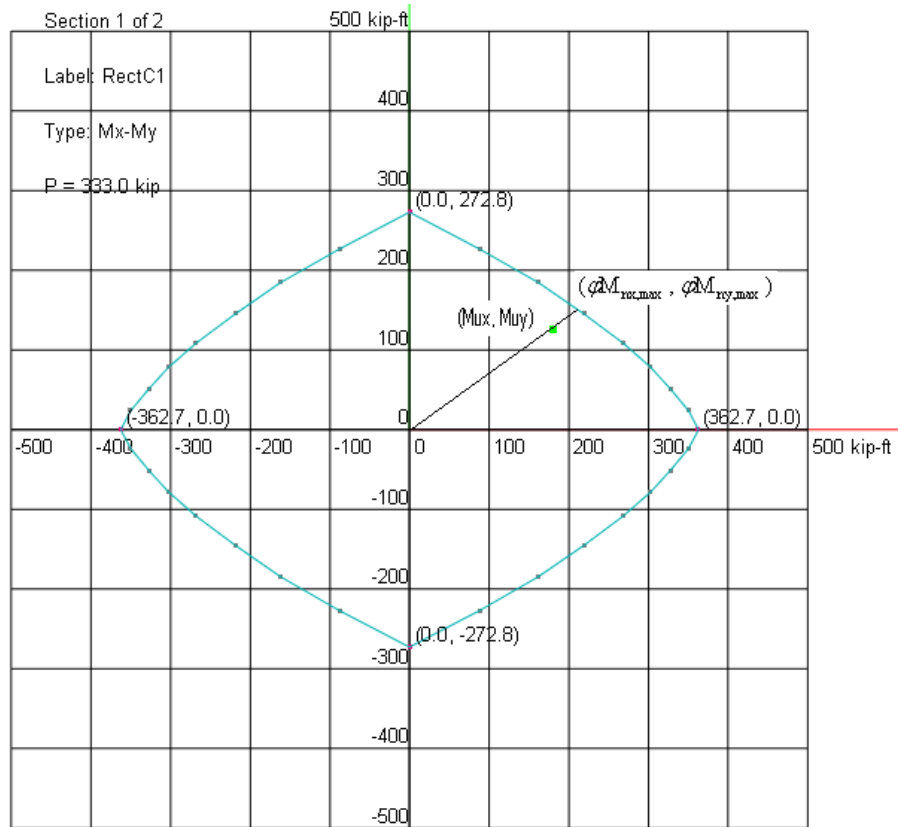 Section 1 of 2
500 kip-ft
Label: RectC1
400
Type: Mx-My
300
P = 333.0 kip
(0.0, 272.8)
200
(ϕMnx,max , ϕMny,max )
(Mux, Muy)
100
0
(-362.7, 0.0)
(362.7, 0.0)
-500 -400 -300 -200 -100 0 100 200 300 400 500 kip-ft
-100
-200
(0.0, -272.8)
-300
-400
-500